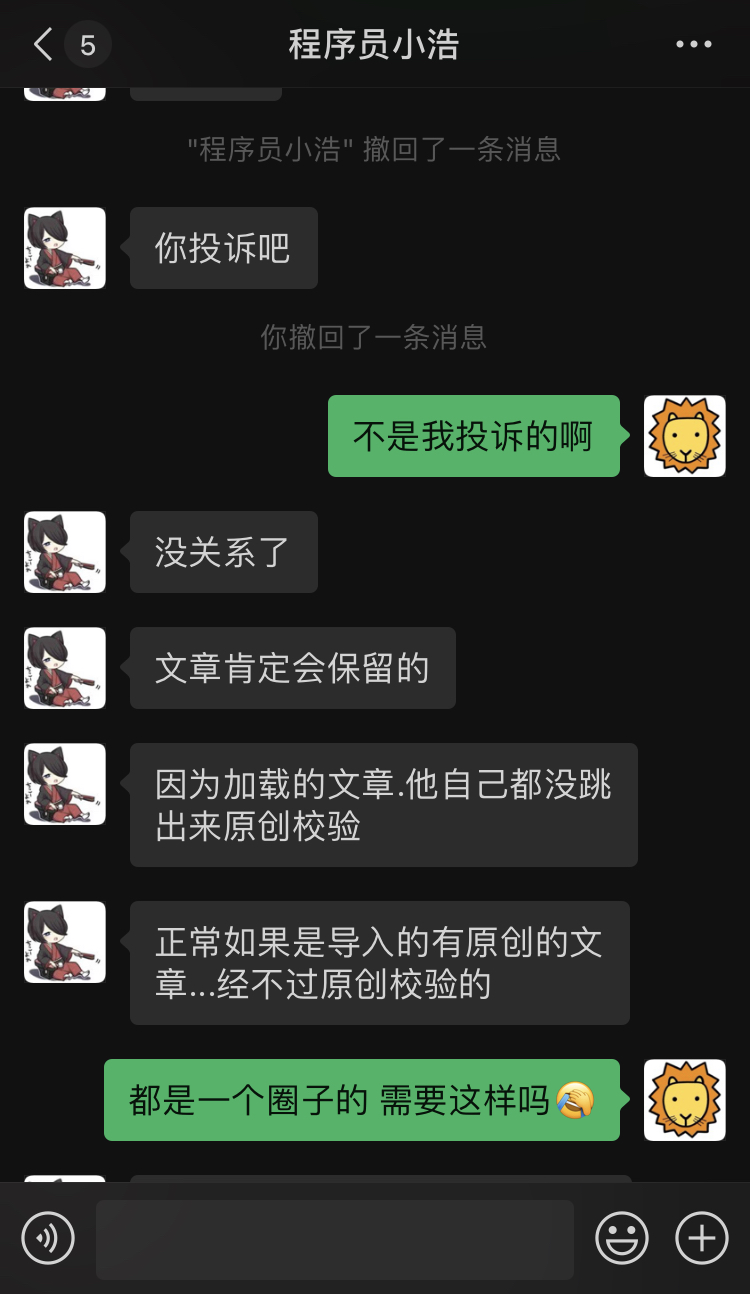 5
程序员小浩
"程序员小浩" 撤回了一条消息
你投诉吧
你撤回了一条消息
不是我投诉的啊
没关系了
文章肯定会保留的
因为加载的文章.他自己都没跳
出来原创校验
正常如果是导入的有原创的文
章...经不过原创校验的
都是一个圈子的 需要这样吗🤣